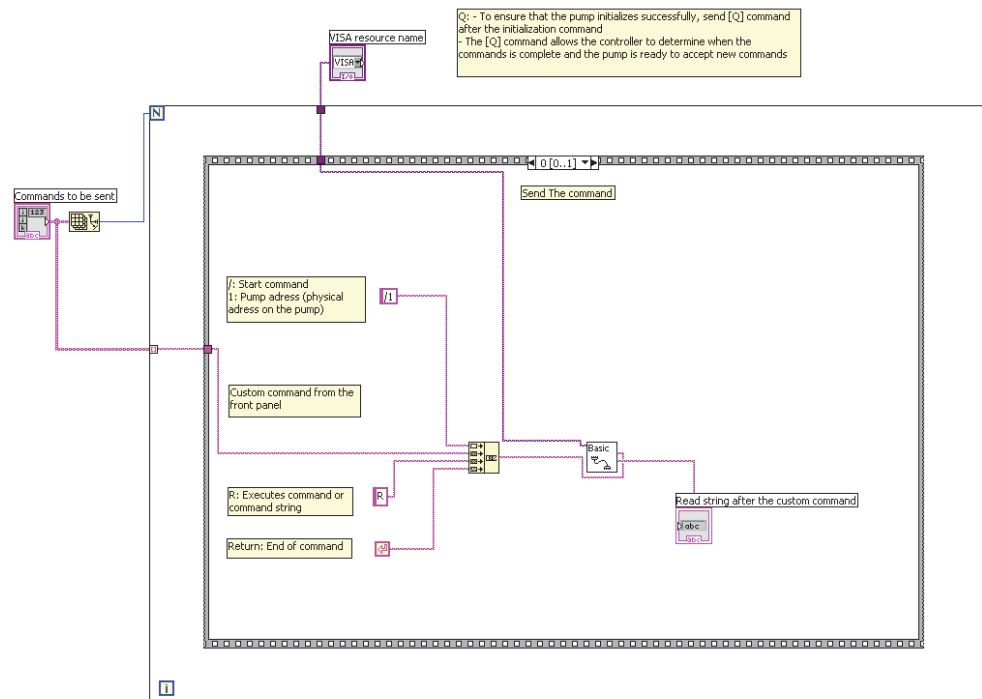 Q: - To ensure that the pump initializes successfully, send [Q] command
after the initialization command
- The [Q] command allows the controller to determine when the
commands is complete and the pump is ready to accept new commands
VISA resource name
VISA
I/O
N
0 [0..1]
Send The command
Commands to be sent
i
j
k
123
abc
/: Start command
1: Pump adress (physical
adress on the pump)
/1
Custom command from the
front panel
Basic
R: Executes command or
command string
R
Read string after the custom command
abc
abc
Return: End of command
i